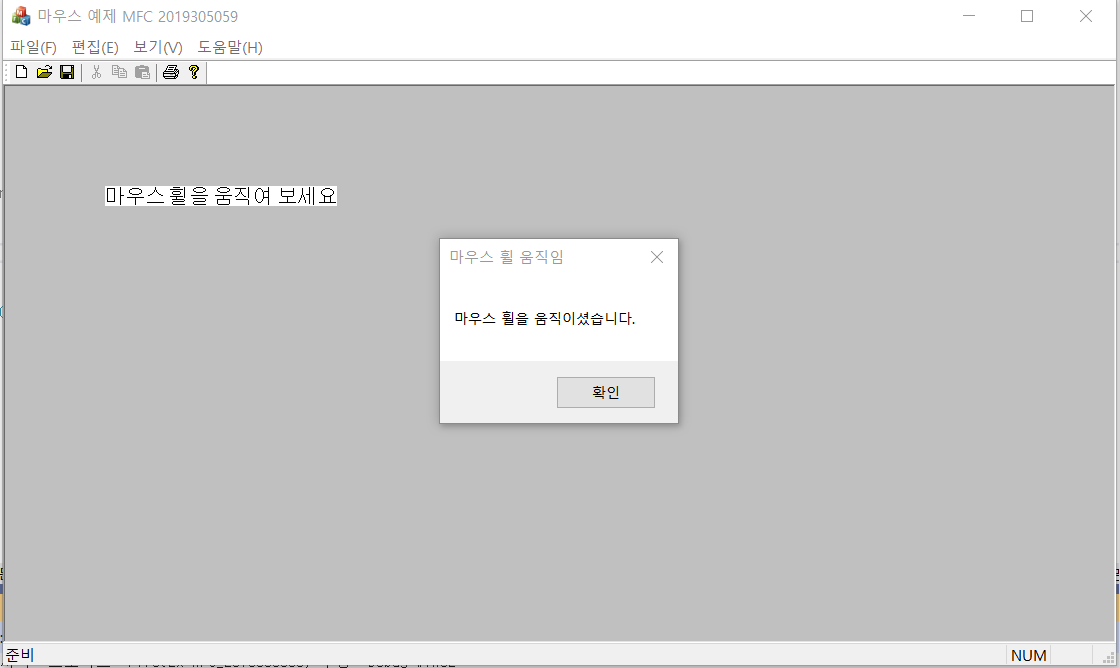 마우스 예제 MFC 2019305059
파일(F) 편집(E) 보기(V) 도움말(H)
마우스 휠을 움직여 보세요
마우스 휠 움직임
마우스 휠을 움직이셨습니다.
확인
준비
NUM